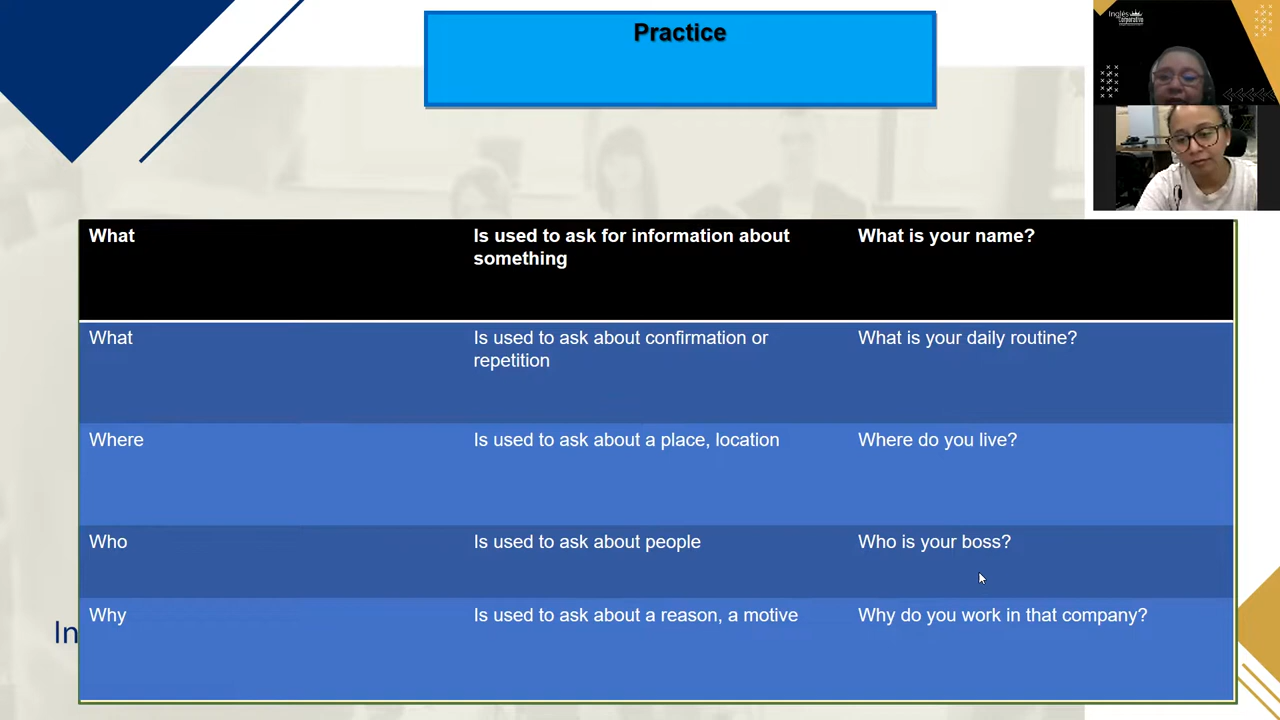 Practice
Inglés
Corporativo
What
Is used to ask for information about
something
What is your name?
What
Is used to ask about confirmation or
repetition
What is your daily routine?
Where
Is used to ask about a place, location
Where do you live?
Who
Is used to ask about people
Who is your boss?
Why
Is used to ask about a reason, a motive
Why do you work in that company?
In